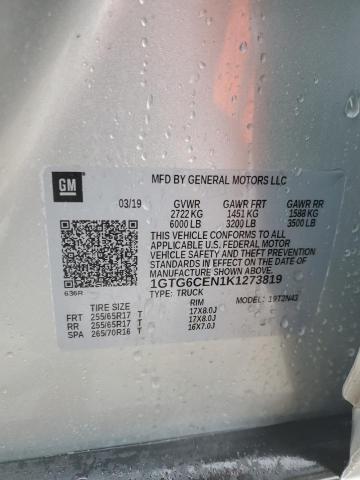 GM
MFD BY GENERAL MOTORS LLC
03/19 GVWR GAWR FRT GAWR RR
2722 KG 1451 KG 1588 KG
6000 LB 3200 LB 3500 LB
THIS VEHICLE CONFORMS TO ALL
APPLICABLE U.S. FEDERAL MOTOR
VEHICLE SAFETY AND THEFT PREVENTION
STANDARDS IN EFFECT ON THE DATE OF
MANUFACTURE SHOWN ABOVE.
1GTG6CEN1K1273819
636R TYPE: TRUCK MODEL: 19T2N43
TIRE SIZE RIM
FRT 255/65R17 T 17X8.0J
RR 255/65R17 T 17X8.0J
SPA 265/70R16 T 16X7.0J